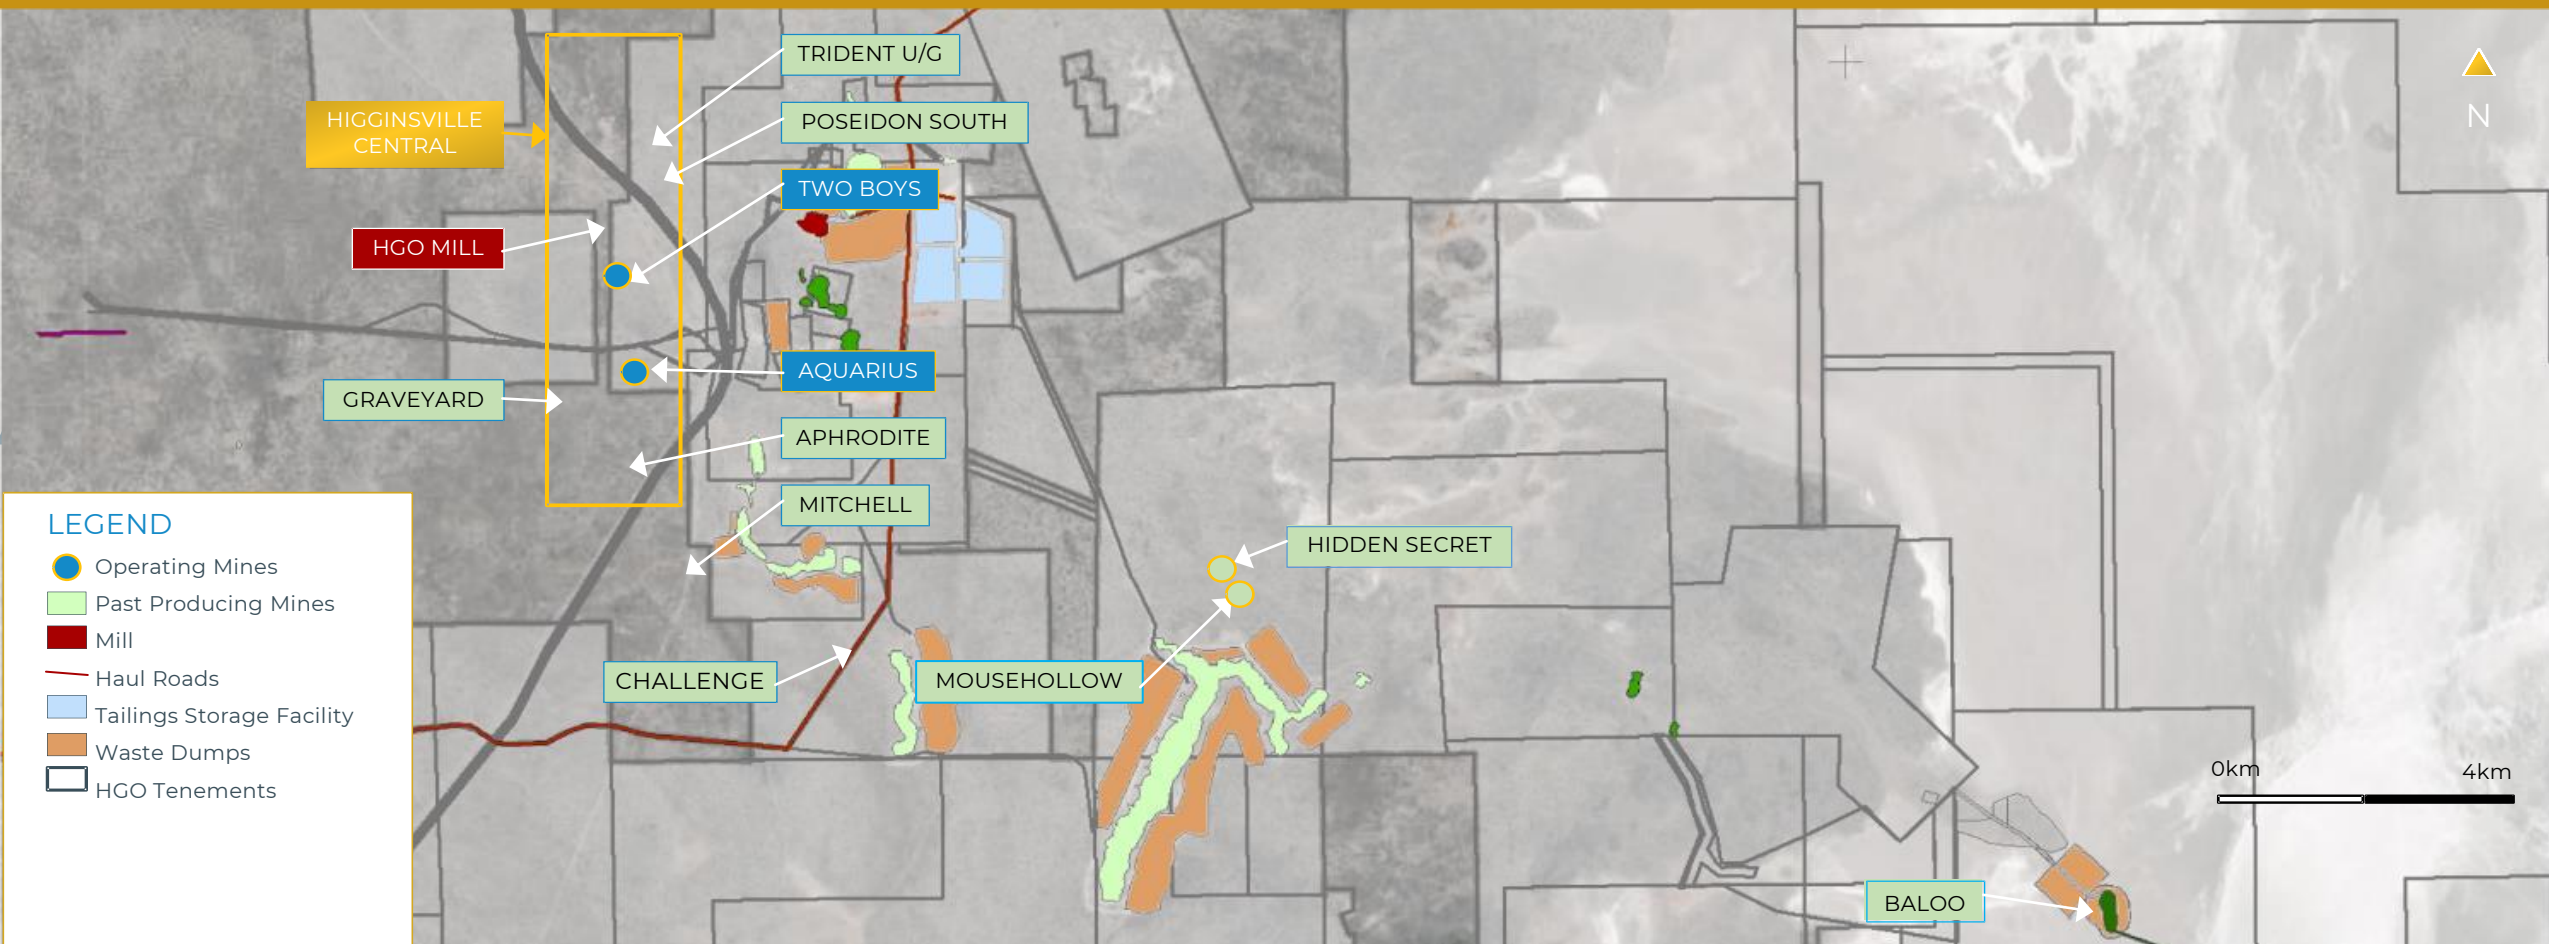 TRIDENT U/G
HIGGINSVILLE
CENTRAL
POSEIDON SOUTH
N
TWO BOYS
HGO MILL
AQUARIUS
GRAVEYARD
APHRODITE
MITCHELL
HIDDEN SECRET
CHALLENGE
MOUSEHOLLOW
LEGEND
Operating Mines
Past Producing Mines
Mill
Haul Roads
Tailings Storage Facility
Waste Dumps
HGO Tenements
0km
4km
BALOO